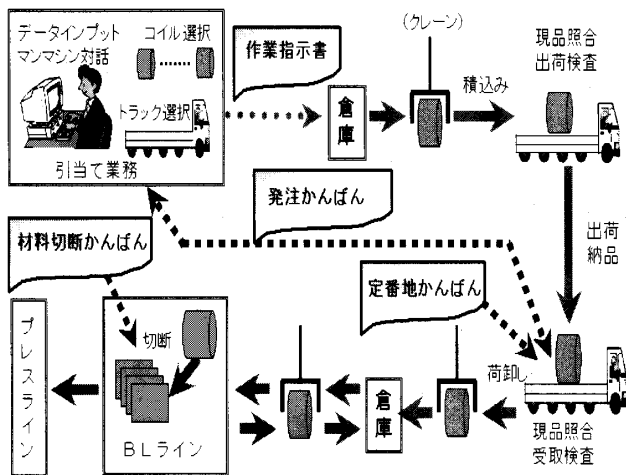 データインプット
マンマシン対話
コイル選択
トラック選択
引当て業務
作業指示書
倉庫
(クレーン)
積込み
現品照合
出荷検査
発注かんばん
出荷
納品
材料切断かんばん
定番地かんばん
プレスライン
切断
BLライン
倉庫
荷卸し
現品照合
受取検査